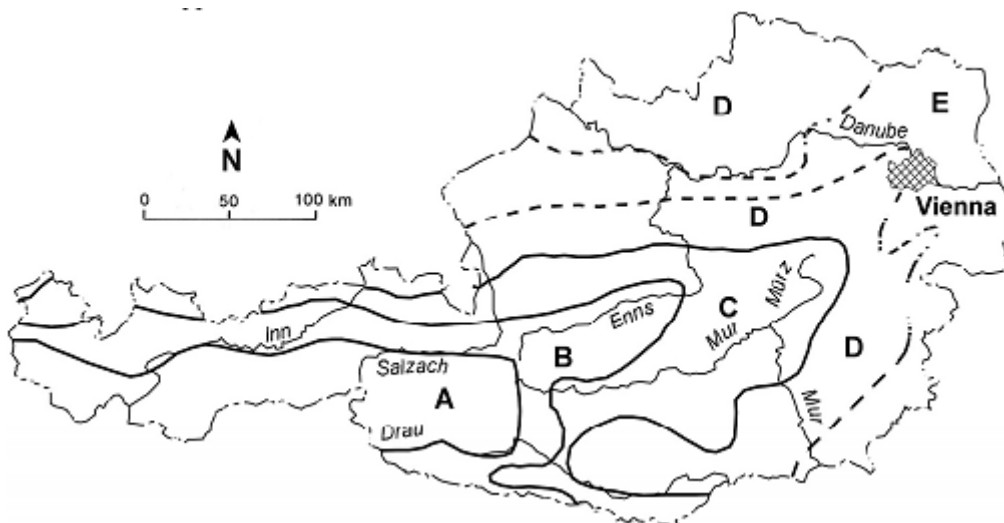 D
E
Danube
N
0 50 100 km
Vienna
D
Mürz
Enns
C
Inn
Mur
B
D
Salzach
A
Mur
Drau